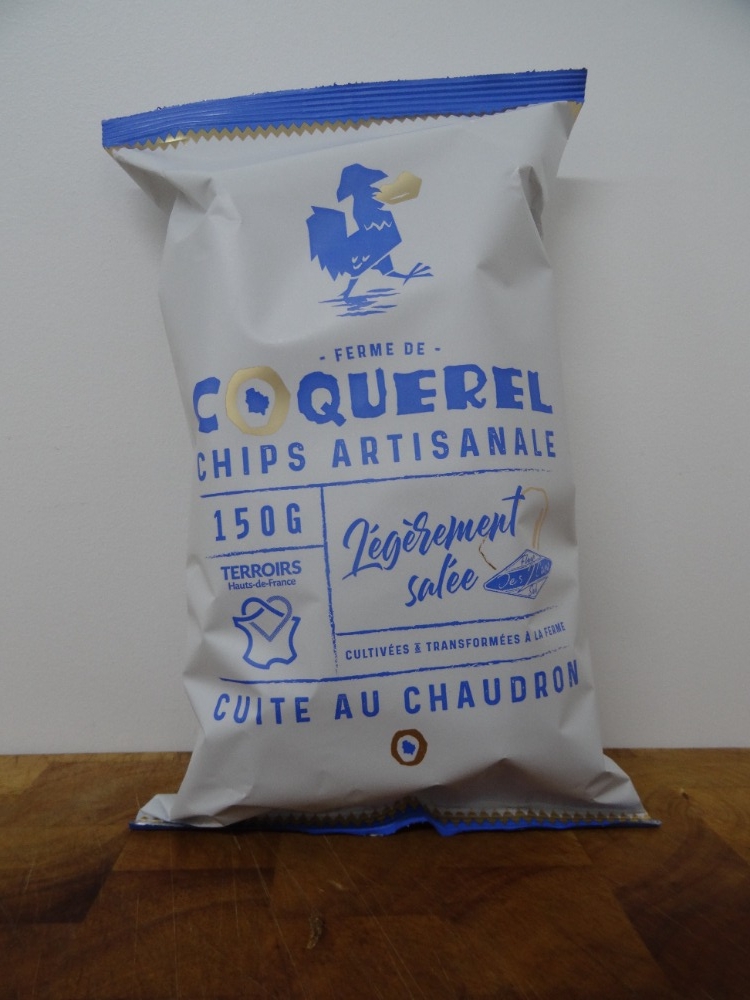 - FERME DE -
COQUEREL
CHIPS ARTISANALE
150G
TERROIRS
Hauts-de-France
Légèrement
salée
CULTIVÉES & TRANSFORMÉES À LA FERME
CUITE AU CHAUDRON